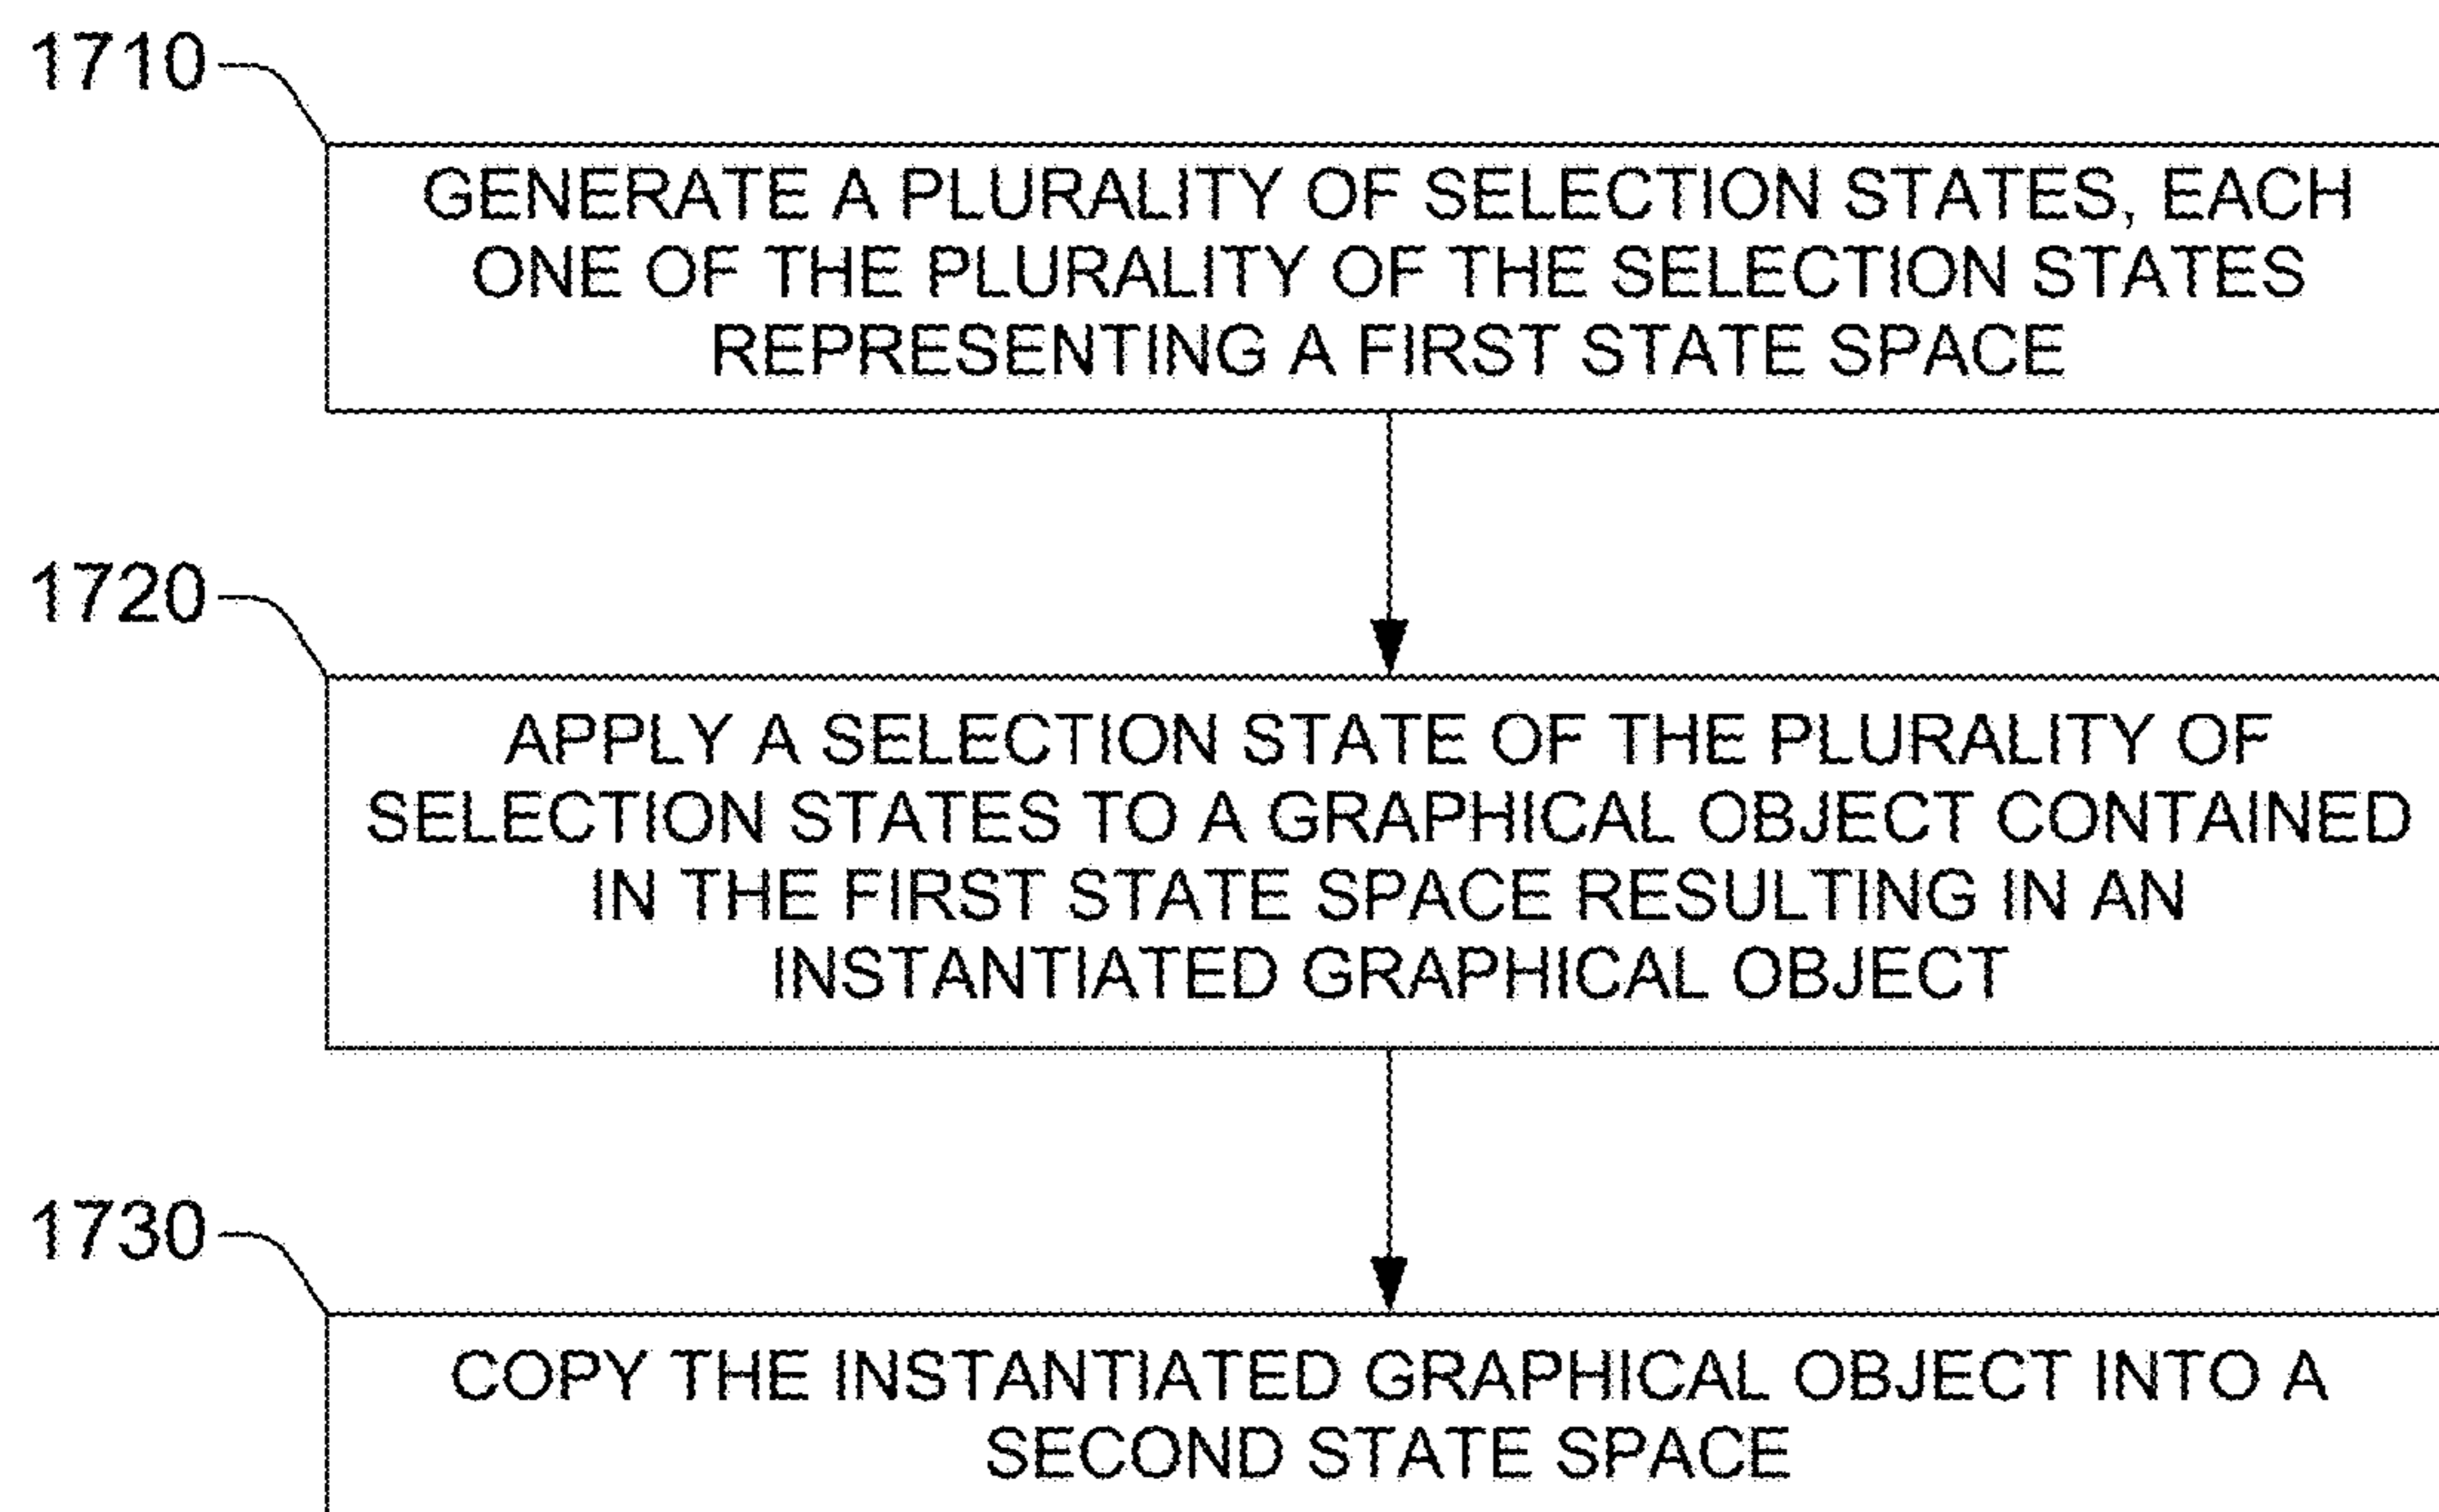 1710
GENERATE A PLURALITY OF SELECTION STATES, EACH
ONE OF THE PLURALITY OF THE SELECTION STATES
REPRESENTING A FIRST STATE SPACE
1720
APPLY A SELECTION STATE OF THE PLURALITY OF
SELECTION STATES TO A GRAPHICAL OBJECT CONTAINED
IN THE FIRST STATE SPACE RESULTING IN AN
INSTANTIATED GRAPHICAL OBJECT
1730
COPY THE INSTANTIATED GRAPHICAL OBJECT INTO A
SECOND STATE SPACE